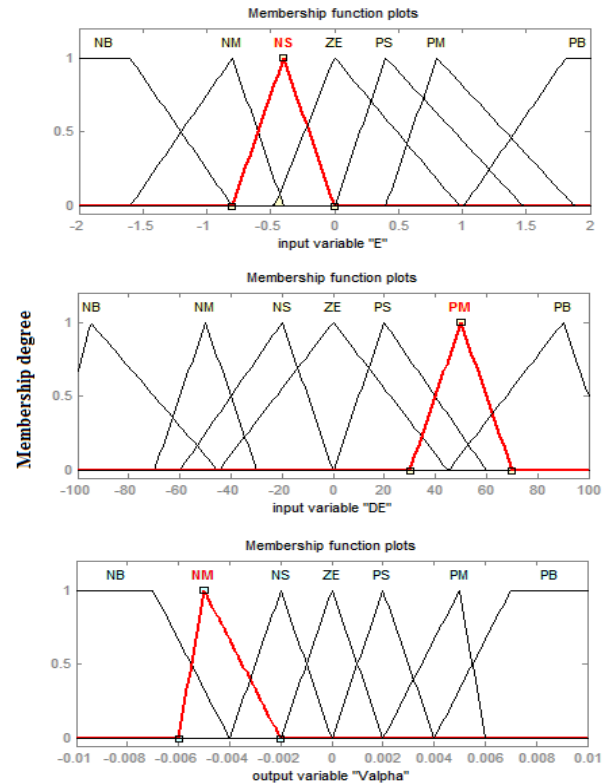 Membership function plots
NB NM NS ZE PS PM PB
1
0.5
0
-2 -1.5 -1 -0.5 0 0.5 1 1.5 2
input variable "E"
Membership function plots
NB NM NS ZE PS PM PB
1
0.5
0
-100 -80 -60 -40 -20 0 20 40 60 80 100
input variable "DE"
Membership degree
Membership function plots
NB NM NS ZE PS PM PB
1
0.5
0
-0.01 -0.008 -0.006 -0.004 -0.002 0 0.002 0.004 0.006 0.008 0.01
output variable "Valpha"